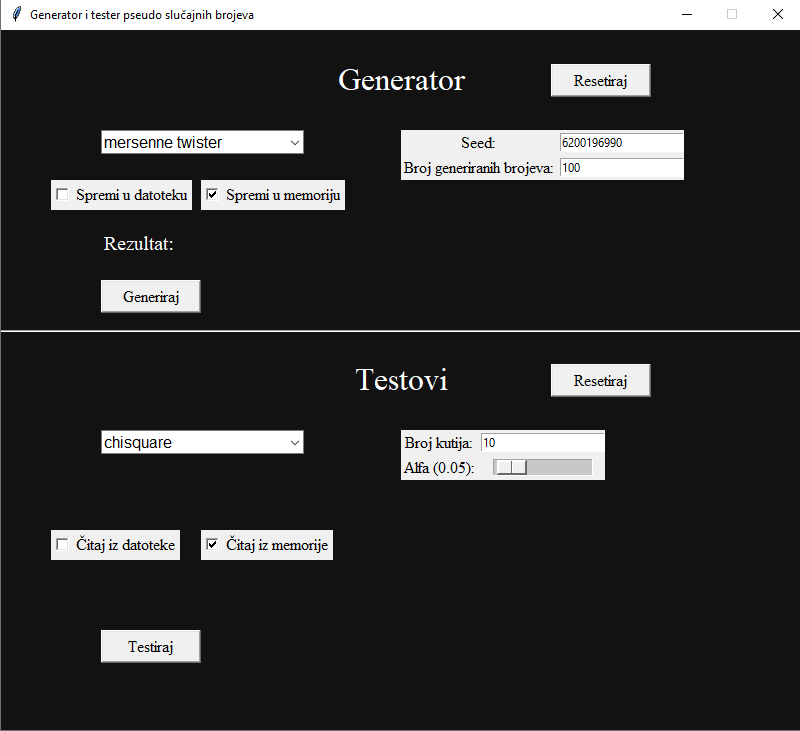 Generator i tester pseudo slučajnih brojeva
Generator
Resetiraj
mersenne twister
Seed:
6200196990
Broj generiranih brojeva:
100
Spremi u datoteku
Spremi u memoriju
Rezultat:
Generiraj
Testovi
Resetiraj
chisquare
Broj kutija:
10
Alfa (0.05):
Čitaj iz datoteke
Čitaj iz memorije
Testiraj